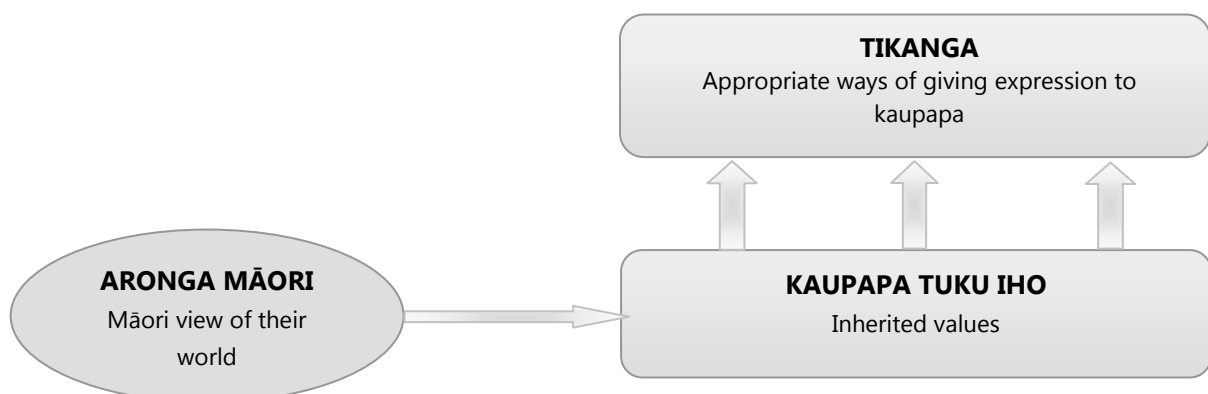 TIKANGA
Appropriate ways of giving expression to
kaupapa
ARONGA MĀORI
Māori view of their
world
KAUPAPA TUKU IHO
Inherited values